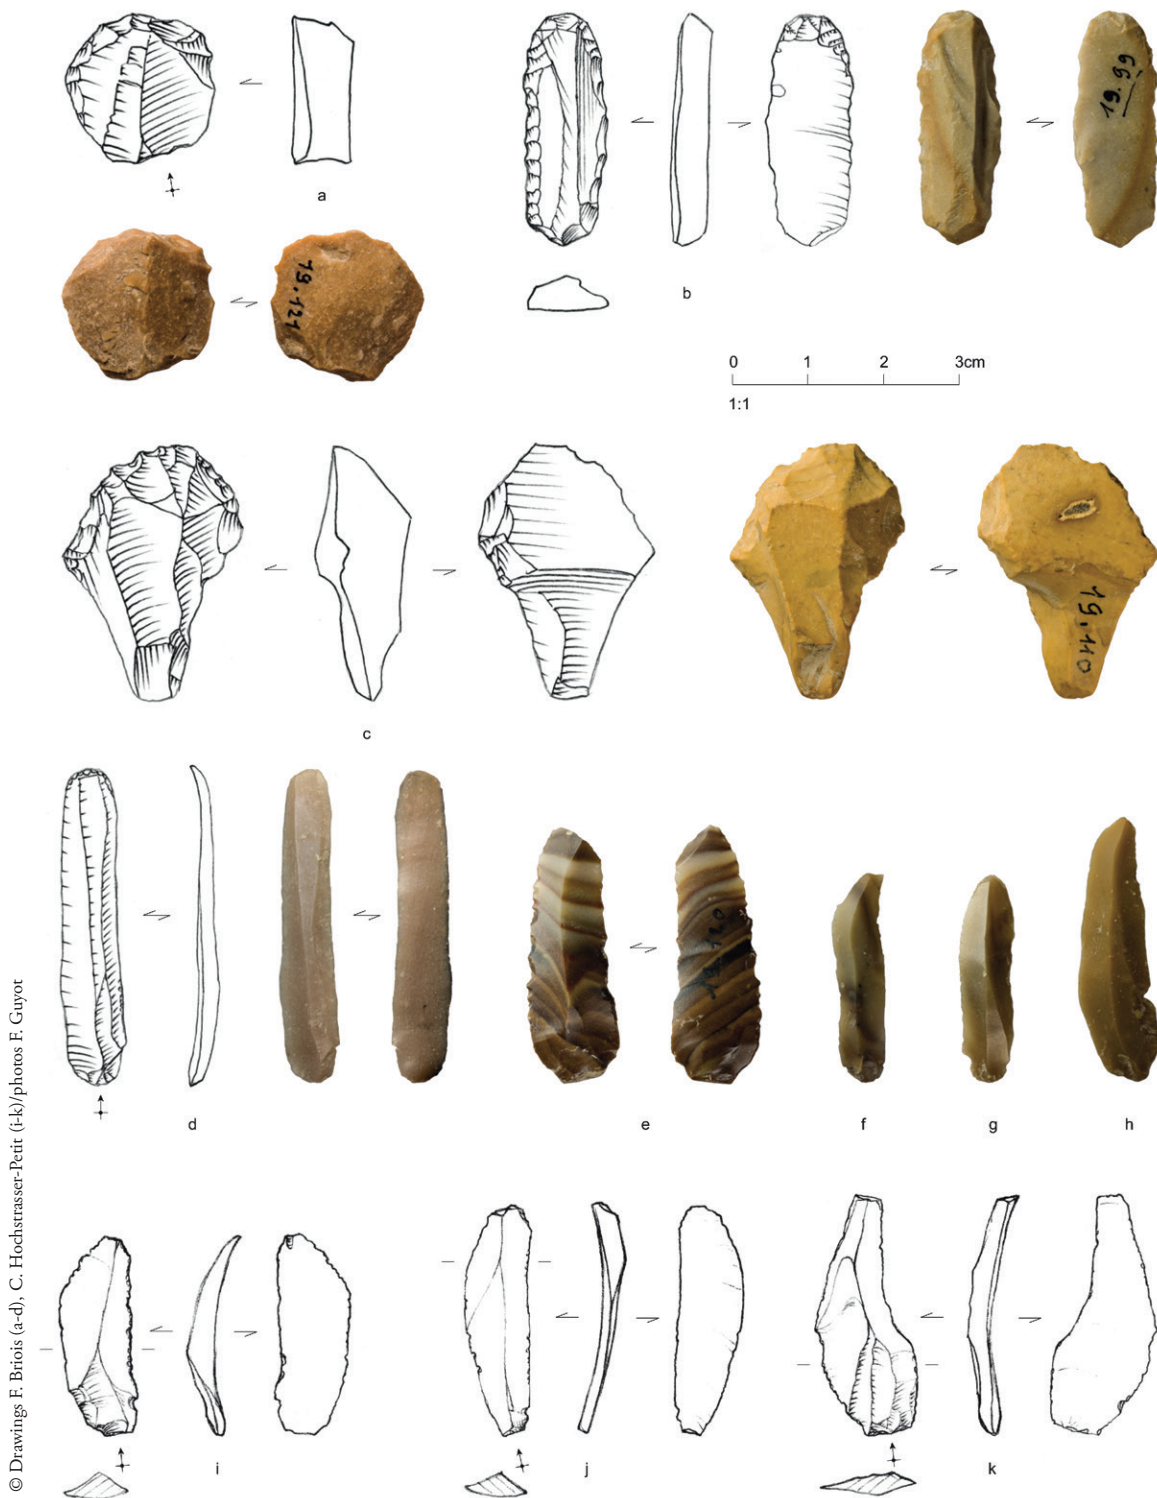 a
19.99
b
19.121
0 1 2 3cm
1:1
19.110
c
d
e
f
g
h
i
j
k
© Drawings F. Briois (a-d), C. Hochstrasser-Petit (i-k)/photos F. Guyot